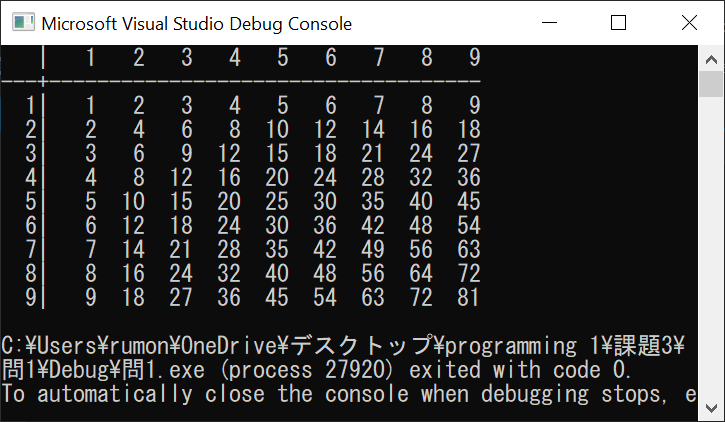 Microsoft Visual Studio Debug Console
   |   1   2   3   4   5   6   7   8   9
---+------------------------------------
  1|   1   2   3   4   5   6   7   8   9
  2|   2   4   6   8  10  12  14  16  18
  3|   3   6   9  12  15  18  21  24  27
  4|   4   8  12  16  20  24  28  32  36
  5|   5  10  15  20  25  30  35  40  45
  6|   6  12  18  24  30  36  42  48  54
  7|   7  14  21  28  35  42  49  56  63
  8|   8  16  24  32  40  48  56  64  72
  9|   9  18  27  36  45  54  63  72  81
C:¥Users¥rumon¥OneDrive¥デスクトップ¥programming 1¥課題3¥
問1¥Debug¥問1.exe (process 27920) exited with code 0.
To automatically close the console when debugging stops, e